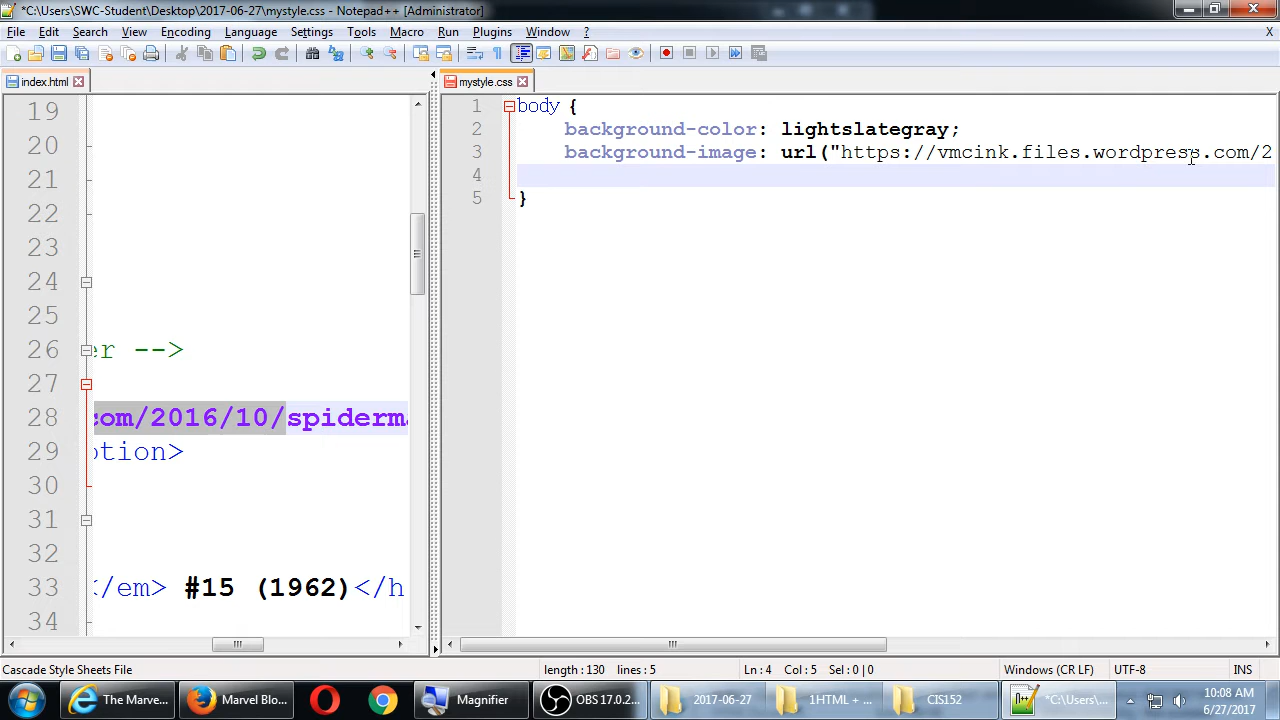 *C:\Users\SWC-Student\Desktop\2017-06-27\mystyle.css - Notepad++ [Administrator]
File Edit Search View Encoding Language Settings Tools Macro Run Plugins Window ? X
index.html
mystyle.css
19
20
21
22
23
24
25
26 er -->
27
28 com/2016/10/spiderm
29 ption>
30
31
32
33 </em> #15 (1962)</h
34
1 body {
2 background-color: lightslategray;
3 background-image: url("https://vmcink.files.wordpress.com/2
4
5 }
Cascade Style Sheets File length : 130 lines : 5 Ln : 4 Col : 5 Sel : 0 | 0 Windows (CR LF) UTF-8 INS
The Marve... Marvel Blo... Magnifier OBS 17.0.2... 2017-06-27 1HTML + ... CIS152 *C:\Users\... 10:08 AM
6/27/2017